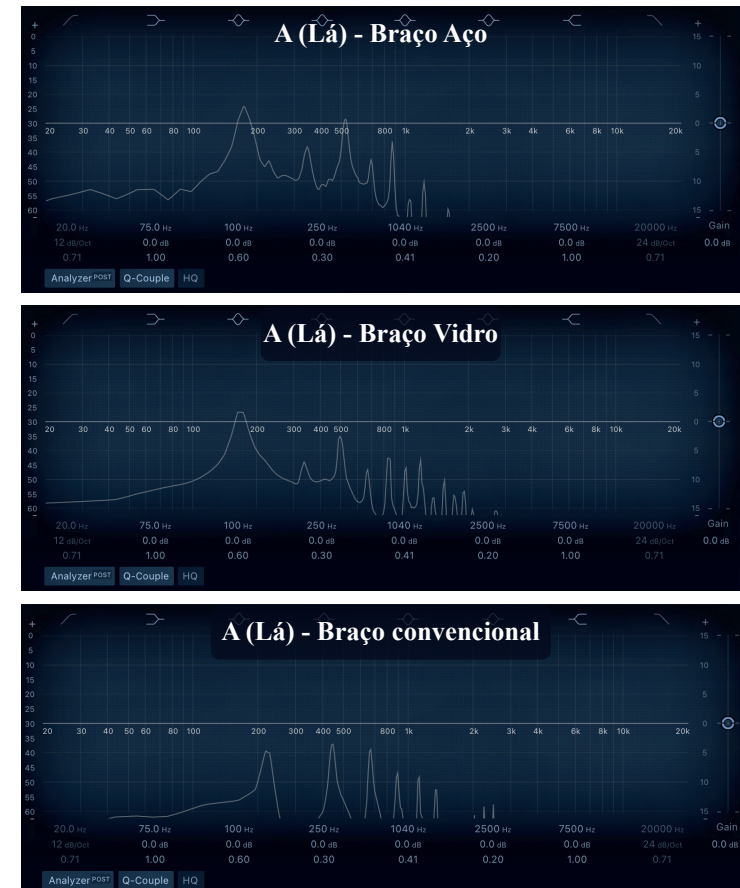 A (Lá) - Braço Aço
+ +
0 15
5
10 10
15
20 5
25
30 0
20 30 40 50 60 80 100 200 300 400 500 800 1k 2k 3k 4k 6k 8k 10k 20k
35
40 5
45
50 10
55
60 15
20.0 Hz 75.0 Hz 100 Hz 250 Hz 1040 Hz 2500 Hz 7500 Hz 20000 Hz Gain
12 dB/Oct 0.0 dB 0.0 dB 0.0 dB 0.0 dB 0.0 dB 0.0 dB 24 dB/Oct 0.0 dB
0.71 1.00 0.60 0.30 0.41 0.20 1.00 0.71
Analyzer POST Q-Couple HQ
A (Lá) - Braço Vidro
+ +
0 15
5
10 10
15
20 5
25
30 0
20 30 40 50 60 80 100 200 300 400 500 800 1k 2k 3k 4k 6k 8k 10k 20k
35
40 5
45
50 10
55
60 15
20.0 Hz 75.0 Hz 100 Hz 250 Hz 1040 Hz 2500 Hz 7500 Hz 20000 Hz Gain
12 dB/Oct 0.0 dB 0.0 dB 0.0 dB 0.0 dB 0.0 dB 0.0 dB 24 dB/Oct 0.0 dB
0.71 1.00 0.60 0.30 0.41 0.20 1.00 0.71
Analyzer POST Q-Couple HQ
A (Lá) - Braço convencional
+ +
0 15
5
10 10
15
20 5
25
30 0
20 30 40 50 60 80 100 200 300 400 500 800 1k 2k 3k 4k 6k 8k 10k 20k
35
40 5
45
50 10
55
60 15
20.0 Hz 75.0 Hz 100 Hz 250 Hz 1040 Hz 2500 Hz 7500 Hz 20000 Hz Gain
12 dB/Oct 0.0 dB 0.0 dB 0.0 dB 0.0 dB 0.0 dB 0.0 dB 24 dB/Oct 0.0 dB
0.71 1.00 0.60 0.30 0.41 0.20 1.00 0.71
Analyzer POST Q-Couple HQ